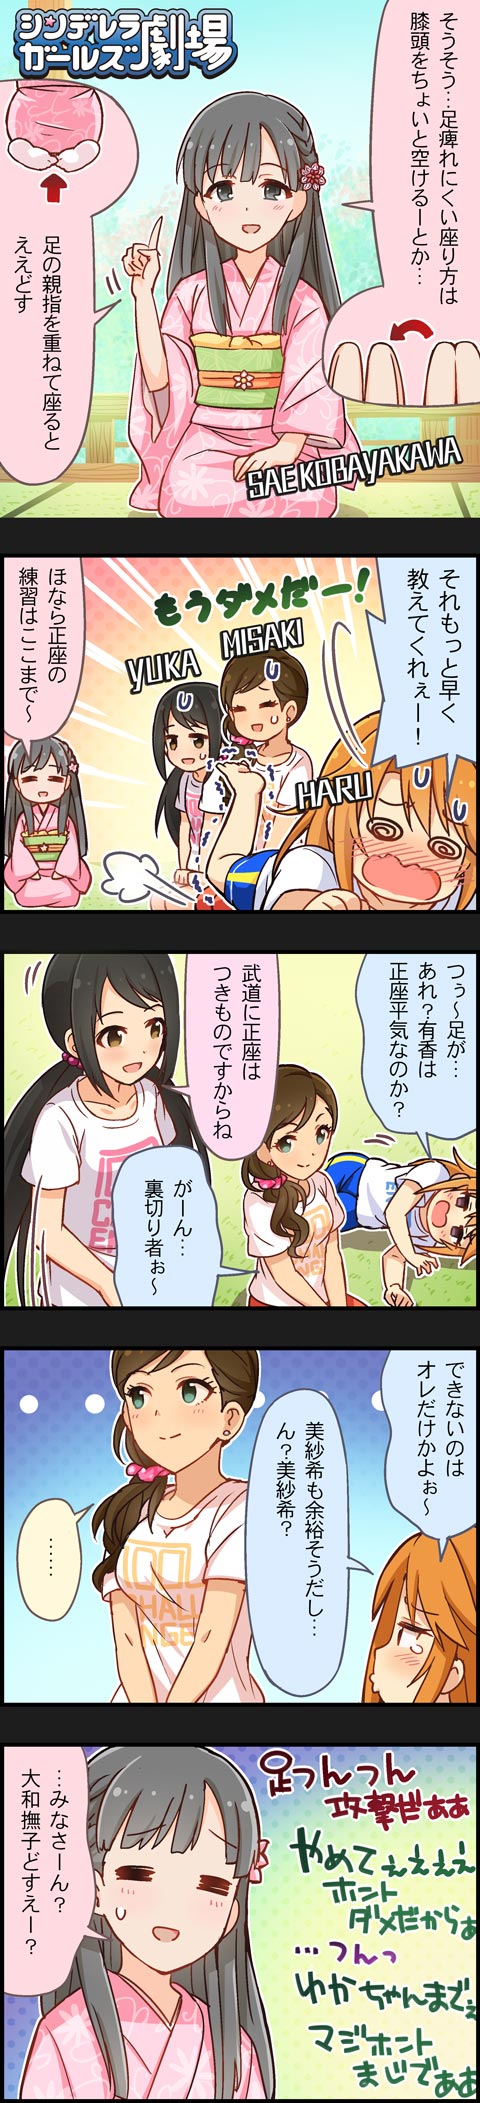 シンデレラ
ガールズ劇場
そうそう…足痺れにくい座り方は
膝頭をちょいと空けるーとか…
足の親指を重ねて座ると
ええどす
SAE KOBAYAKAWA
それもっと早く
教えてくれぇー!
もうダメだー!
MISAKI
YUKA
HARU
ほなら正座の
練習はここまで〜
つぅ〜足が…
あれ?有香は
正座平気なのか?
武道に正座は
つきものですからね
がーん…
裏切り者ぉ〜
できないのは
オレだけかよぉ〜
美紗希も余裕そうだし…
ん?美紗希?
……
足つんつん
攻撃だぁぁ
やめてぇぇぇぇ
ホント
ダメだからぁ
…つんっ
ゆかちゃんまでぇ
マジホント
まじでぁぁ
…みなさーん?
大和撫子どすえー?